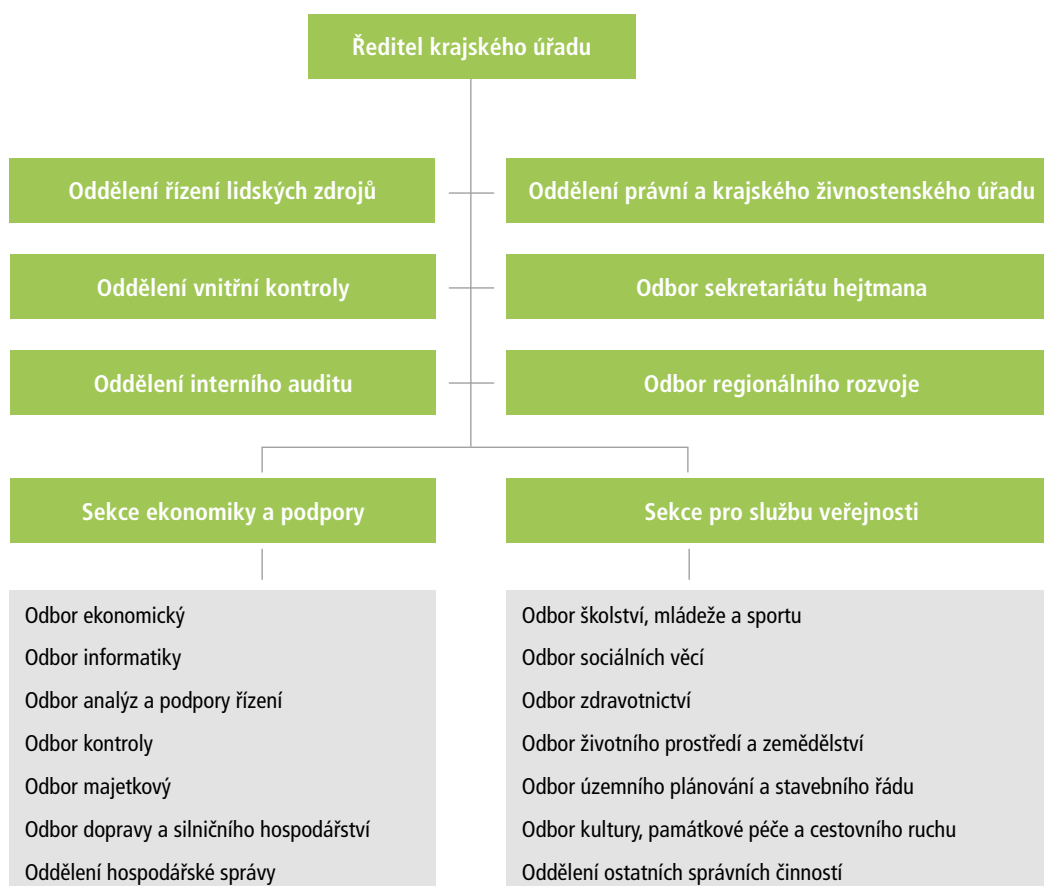 Ředitel krajského úřadu
Oddělení řízení lidských zdrojů
Oddělení právní a krajského živnostenského úřadu
Oddělení vnitřní kontroly
Odbor sekretariátu hejtmana
Oddělení interního auditu
Odbor regionálního rozvoje
Sekce ekonomiky a podpory
Sekce pro službu veřejnosti
Odbor ekonomický
Odbor informatiky
Odbor analýz a podpory řízení
Odbor kontroly
Odbor majetkový
Odbor dopravy a silničního hospodářství
Oddělení hospodářské správy
Odbor školství, mládeže a sportu
Odbor sociálních věcí
Odbor zdravotnictví
Odbor životního prostředí a zemědělství
Odbor územního plánování a stavebního řádu
Odbor kultury, památkové péče a cestovního ruchu
Oddělení ostatních správních činností